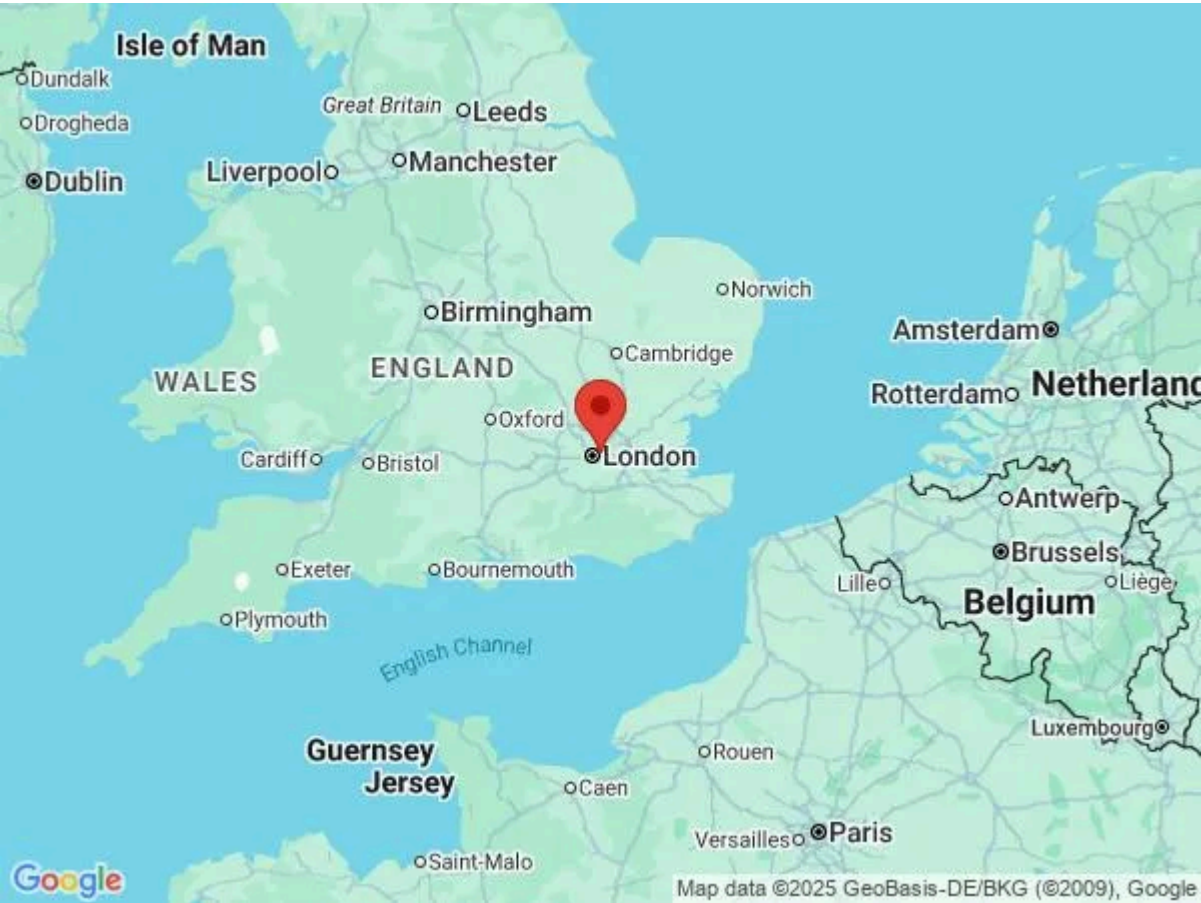 Isle of Man
Dundalk
Great Britain
Leeds
Drogheda
Manchester
Liverpool
Dublin
Norwich
Birmingham
Amsterdam
Cambridge
ENGLAND
WALES
Netherland
Rotterdam
Oxford
London
Cardiff
Bristol
Antwerp
Brussels
Exeter
Bournemouth
Lille
Liège
Belgium
Plymouth
English Channel
Luxembourg
Guernsey
Rouen
Jersey
Caen
Paris
Versailles
Saint-Malo
Google
Map data ©2025 GeoBasis-DE/BKG (©2009), Google